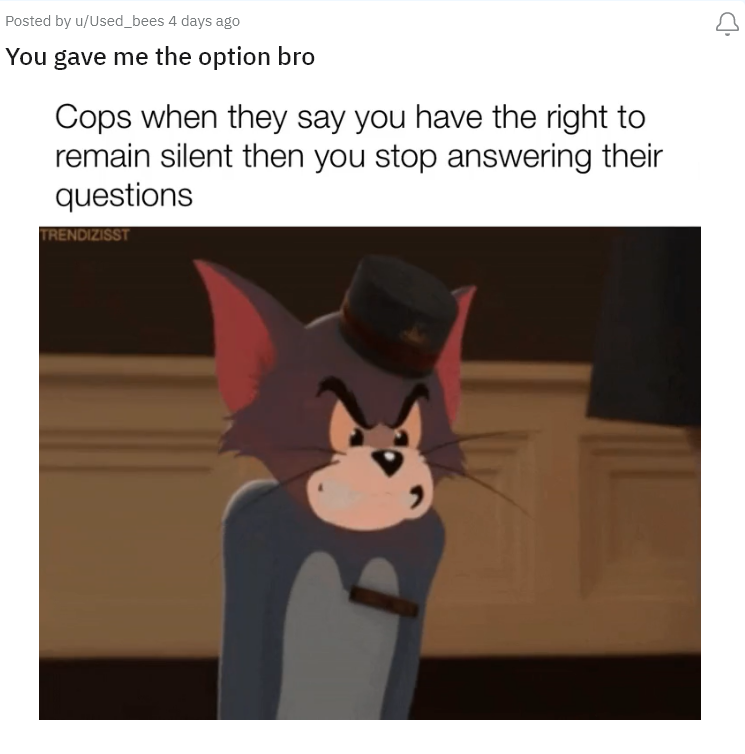 Posted by u/Used_bees 4 days ago
You gave me the option bro
Cops when they say you have the right to
remain silent then you stop answering their
questions
TRENDIZISST